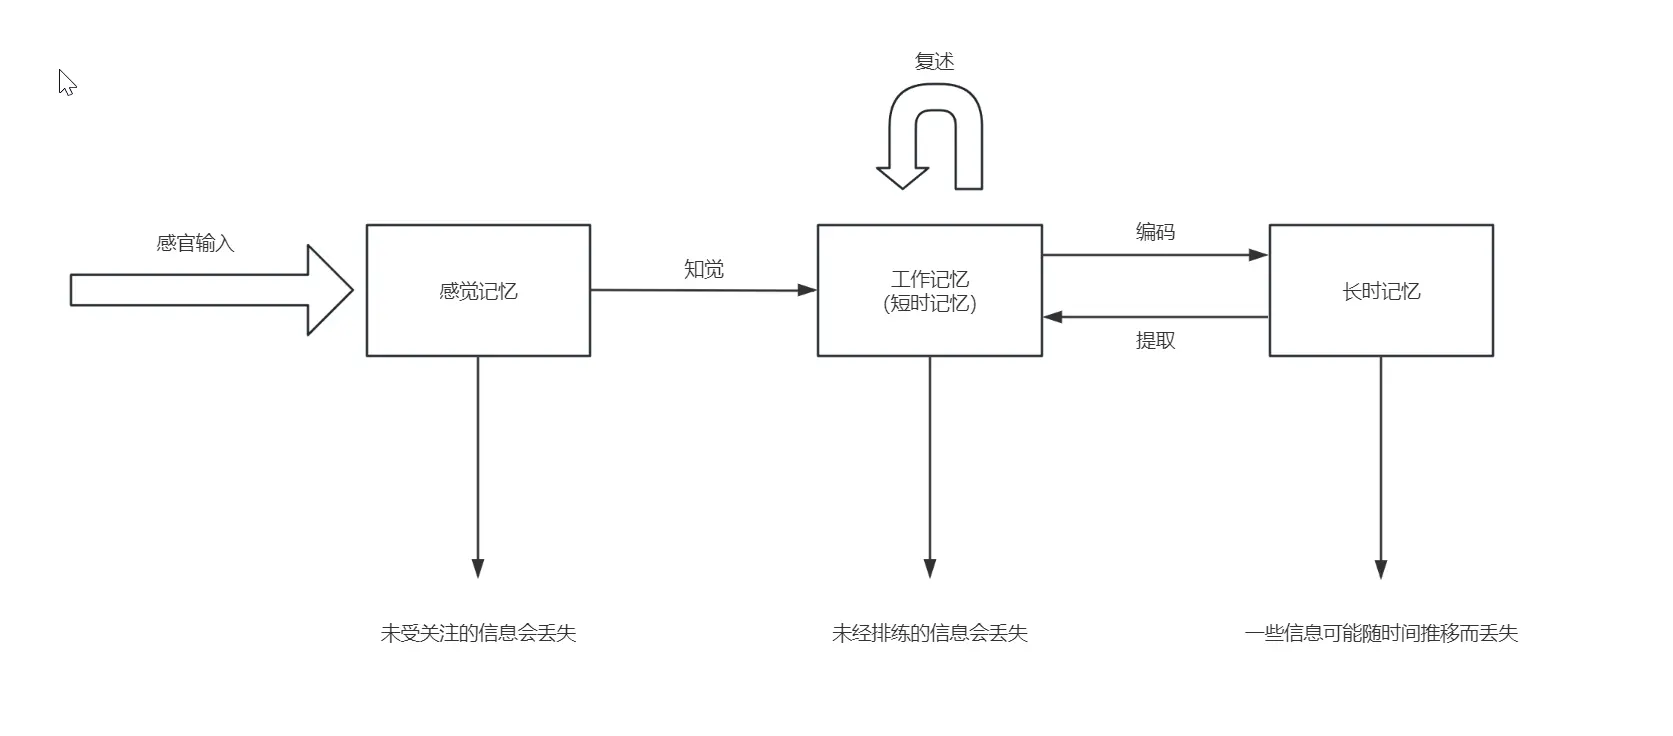 复述
感官输入
感觉记忆
知觉
工作记忆
(短时记忆)
编码
提取
长时记忆
未受关注的信息会丢失
未经排练的信息会丢失
一些信息可能随时间推移而丢失